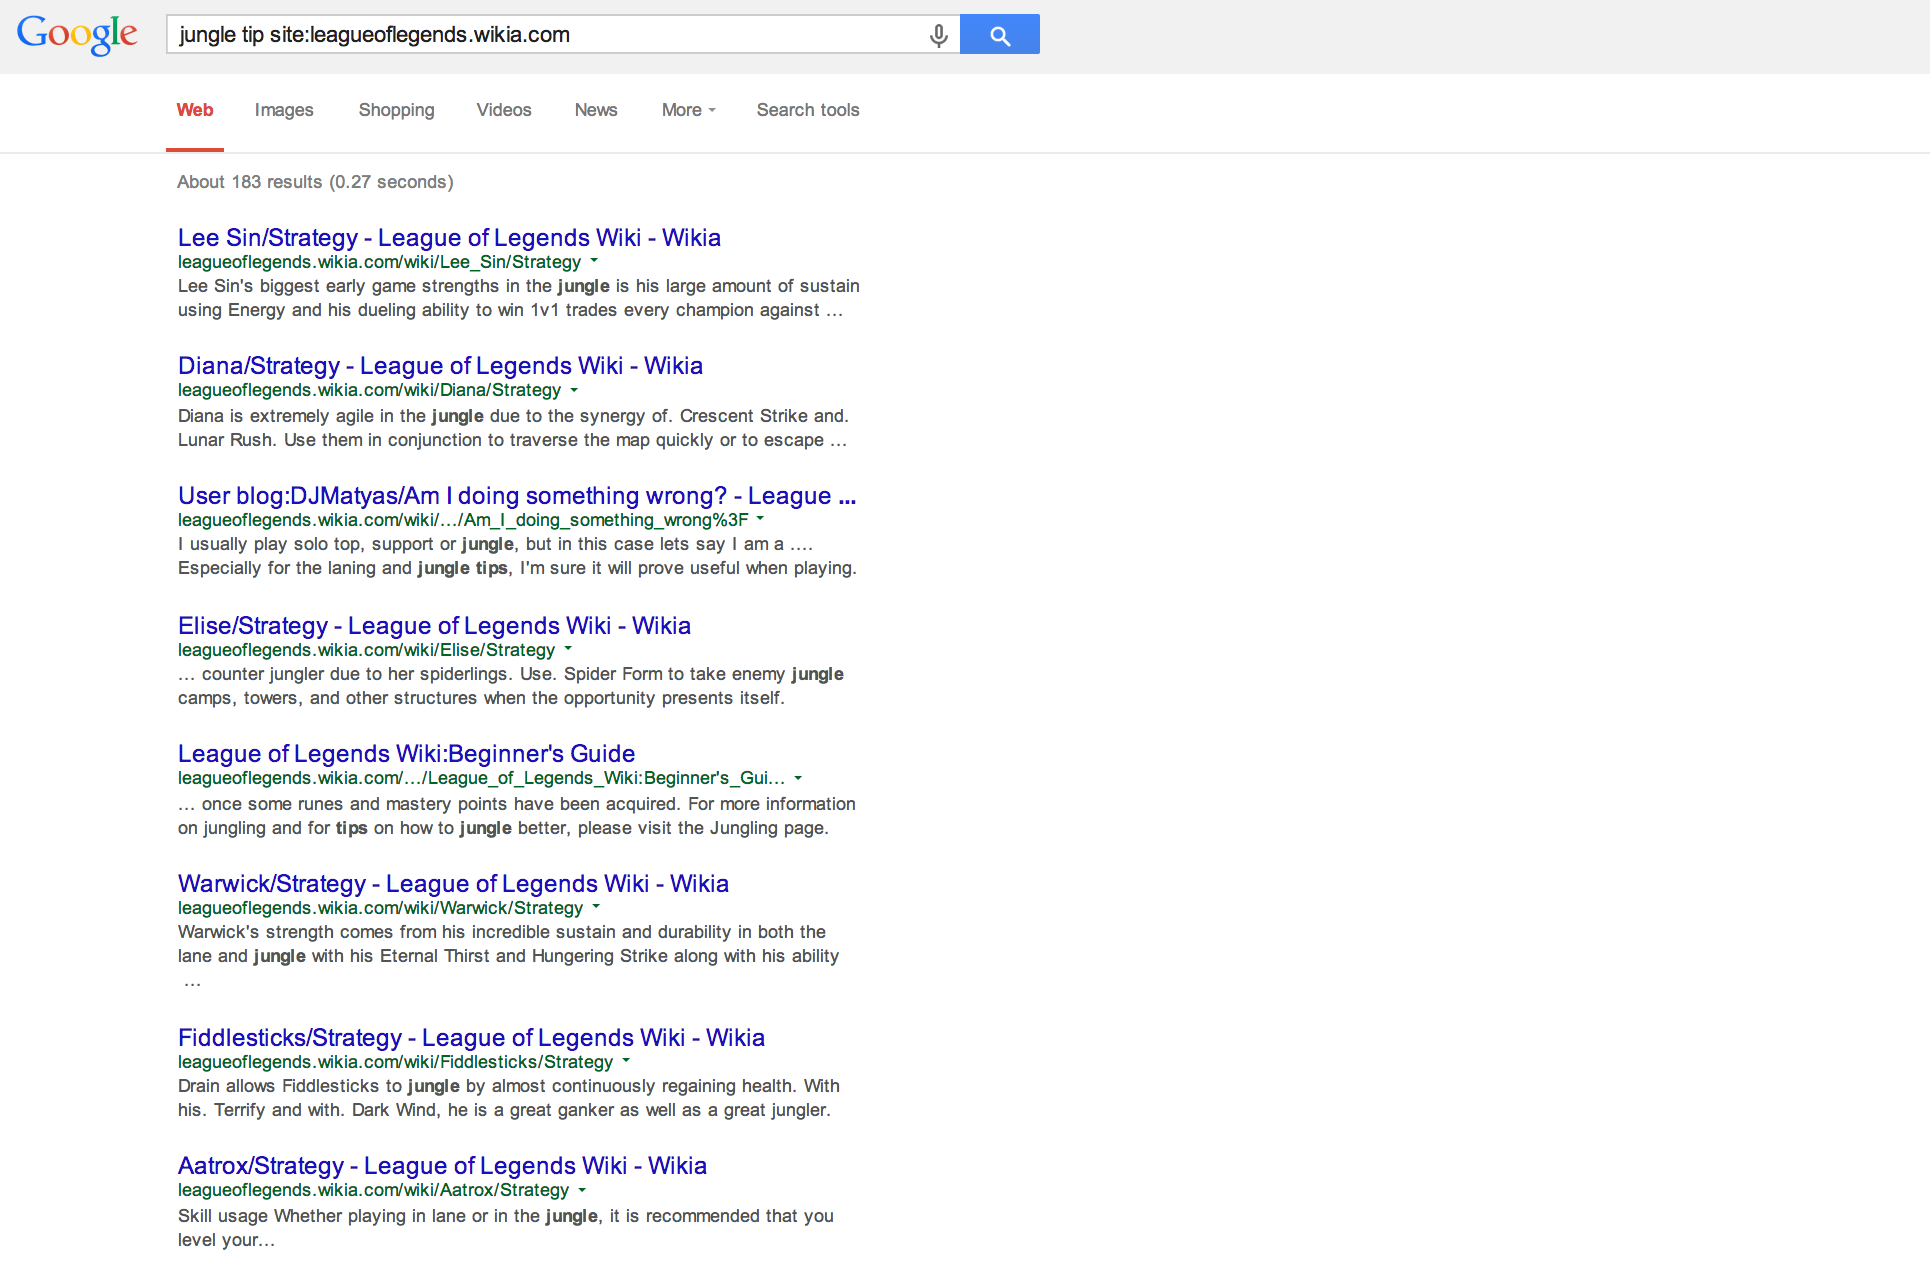 Google
jungle tip site:leagueoflegends.wikia.com
Web Images Shopping Videos News More Search tools
About 183 results (0.27 seconds)
Lee Sin/Strategy - League of Legends Wiki - Wikia
leagueoflegends.wikia.com/wiki/Lee_Sin/Strategy
Lee Sin's biggest early game strengths in the jungle is his large amount of sustain
using Energy and his dueling ability to win 1v1 trades every champion against ...
Diana/Strategy - League of Legends Wiki - Wikia
leagueoflegends.wikia.com/wiki/Diana/Strategy
Diana is extremely agile in the jungle due to the synergy of. Crescent Strike and.
Lunar Rush. Use them in conjunction to traverse the map quickly or to escape ...
User blog:DJMatyas/Am I doing something wrong? - League ...
leagueoflegends.wikia.com/wiki/.../Am_I_doing_something_wrong%3F
I usually play solo top, support or jungle, but in this case lets say I am a ....
Especially for the laning and jungle tips, I'm sure it will prove useful when playing.
Elise/Strategy - League of Legends Wiki - Wikia
leagueoflegends.wikia.com/wiki/Elise/Strategy
... counter jungler due to her spiderlings. Use. Spider Form to take enemy jungle
camps, towers, and other structures when the opportunity presents itself.
League of Legends Wiki:Beginner's Guide
leagueoflegends.wikia.com/.../League_of_Legends_Wiki:Beginner's_Gui...
... once some runes and mastery points have been acquired. For more information
on jungling and for tips on how to jungle better, please visit the Jungling page.
Warwick/Strategy - League of Legends Wiki - Wikia
leagueoflegends.wikia.com/wiki/Warwick/Strategy
Warwick's strength comes from his incredible sustain and durability in both the
lane and jungle with his Eternal Thirst and Hungering Strike along with his ability
...
Fiddlesticks/Strategy - League of Legends Wiki - Wikia
leagueoflegends.wikia.com/wiki/Fiddlesticks/Strategy
Drain allows Fiddlesticks to jungle by almost continuously regaining health. With
his. Terrify and with. Dark Wind, he is a great ganker as well as a great jungler.
Aatrox/Strategy - League of Legends Wiki - Wikia
leagueoflegends.wikia.com/wiki/Aatrox/Strategy
Skill usage Whether playing in lane or in the jungle, it is recommended that you
level your...